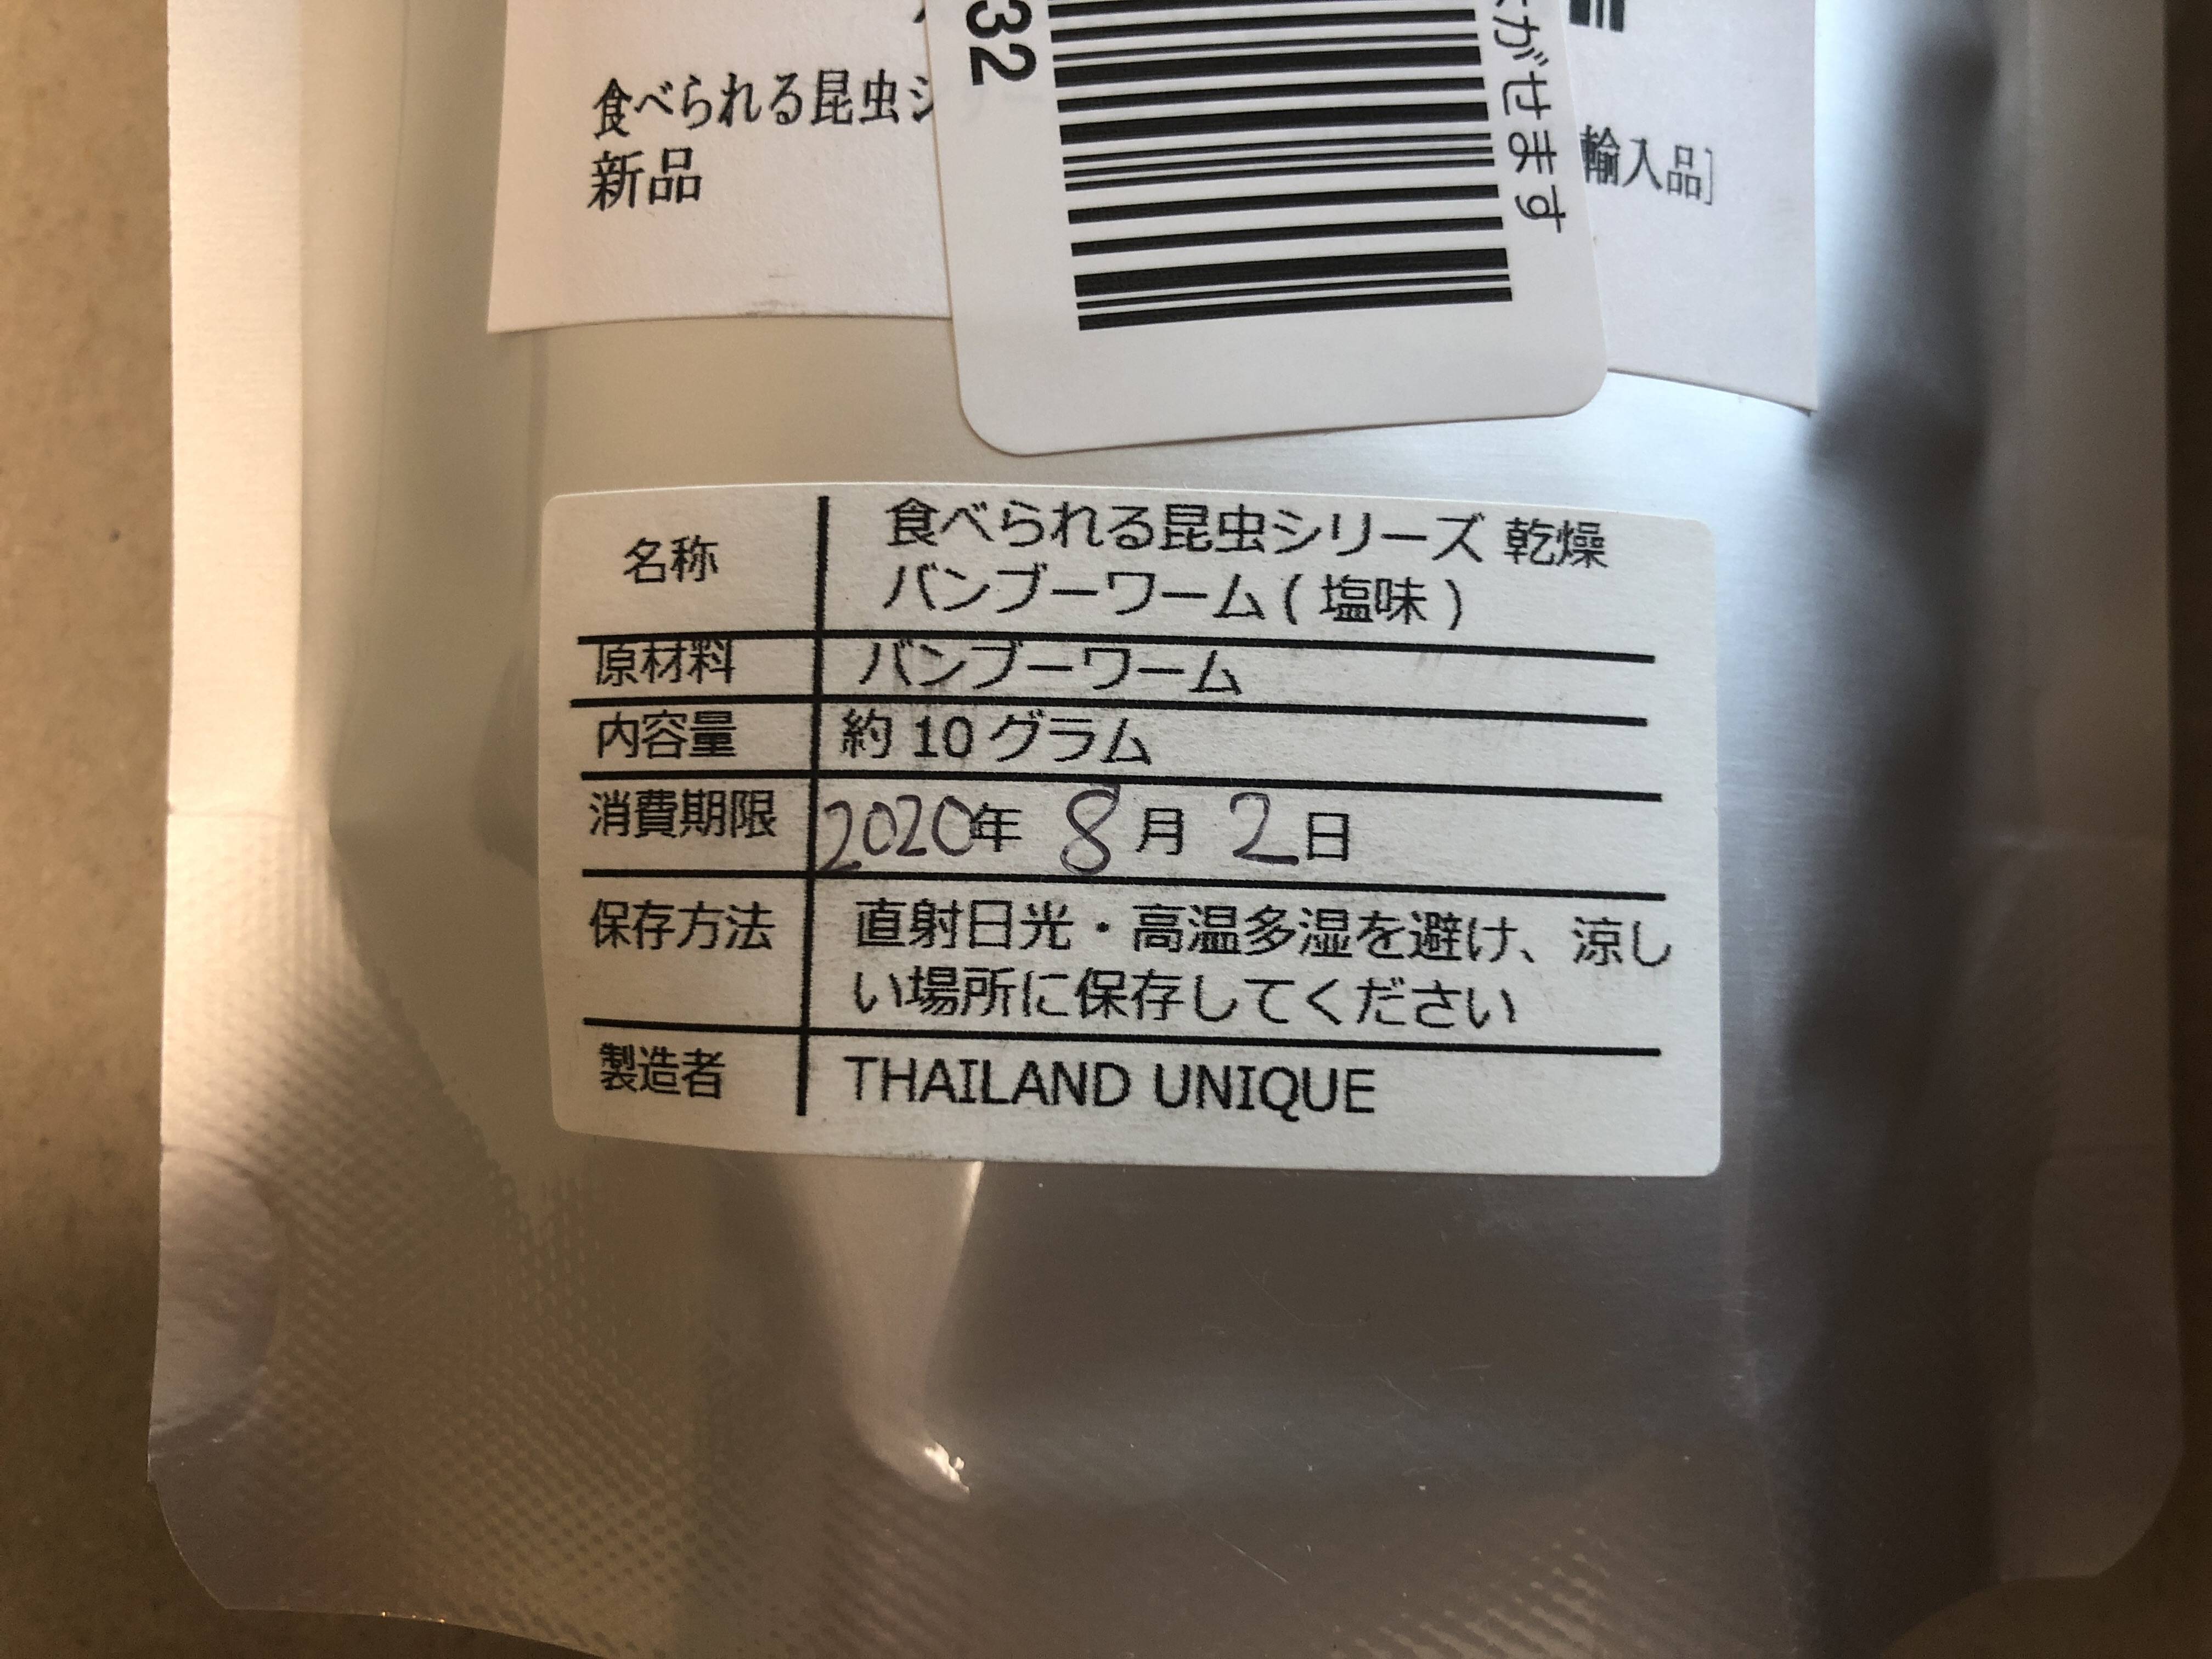 32
がせます
食べられる昆虫シ
輸入品]
新品
名称 食べられる昆虫シリーズ 乾燥
バンブーワーム( 塩味 )
原材料 バンブーワーム
内容量 約 10 グラム
消費期限 2020年 8月 2日
保存方法 直射日光・高温多湿を避け、涼し
い場所に保存してください
製造者 THAILAND UNIQUE